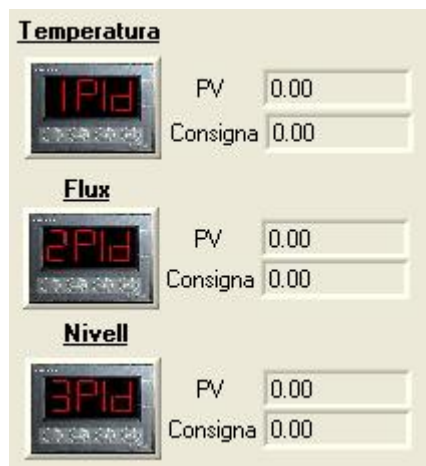 Temperatura
1PId
PV 0.00
Consigna 0.00
Flux
2PId
PV 0.00
Consigna 0.00
Nivell
3PId
PV 0.00
Consigna 0.00